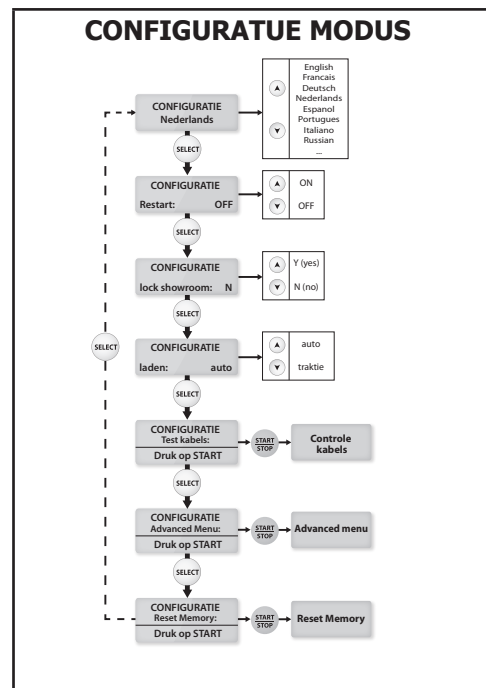 CONFIGURATUE MODUS
CONFIGURATIE
Nederlands
English
Francais
Deutsch
Nederlands
Espanol
Portugues
Italiano
Russian
...
SELECT
CONFIGURATIE
Restart: OFF
ON
OFF
SELECT
CONFIGURATIE
lock showroom: N
Y (yes)
N (no)
SELECT
SELECT
CONFIGURATIE
laden: auto
auto
traktie
SELECT
CONFIGURATIE
Test kabels:
Druk op START
START
STOP
Controle
kabels
SELECT
CONFIGURATIE
Advanced Menu:
Druk op START
START
STOP
Advanced menu
SELECT
CONFIGURATIE
Reset Memory:
Druk op START
START
STOP
Reset Memory